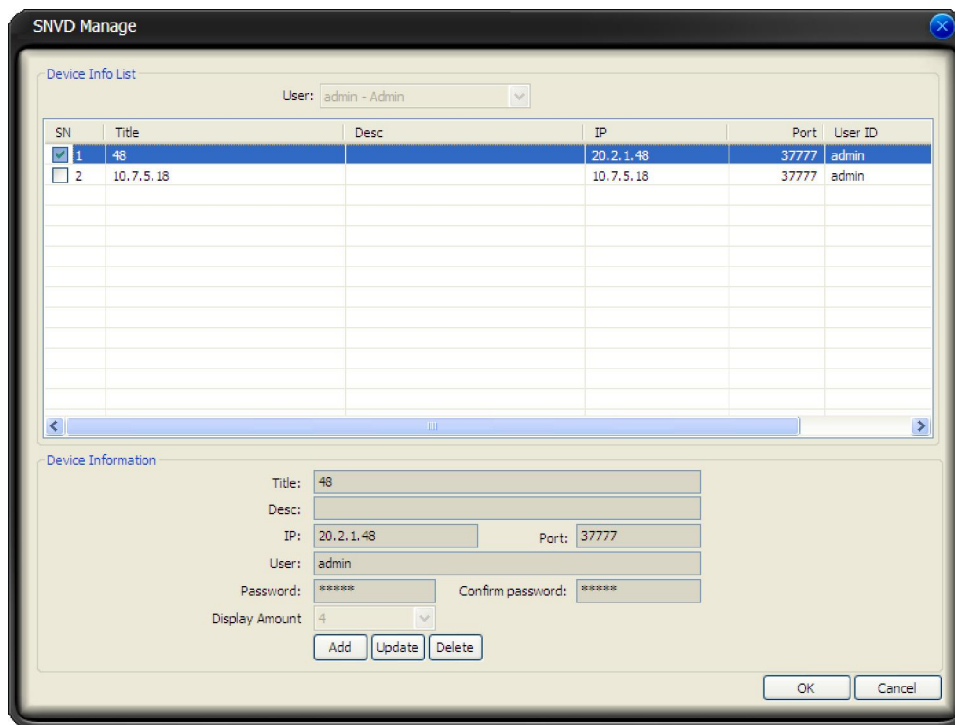 SNVD Manage
Device Info List
User: admin - Admin
SN Title Desc IP Port User ID
1 48 20.2.1.48 37777 admin
2 10.7.5.18 10.7.5.18 37777 admin
Device Information
Title: 48
Desc:
IP: 20.2.1.48 Port: 37777
User: admin
Password: ***** Confirm password: *****
Display Amount 4
Add Update Delete
OK Cancel